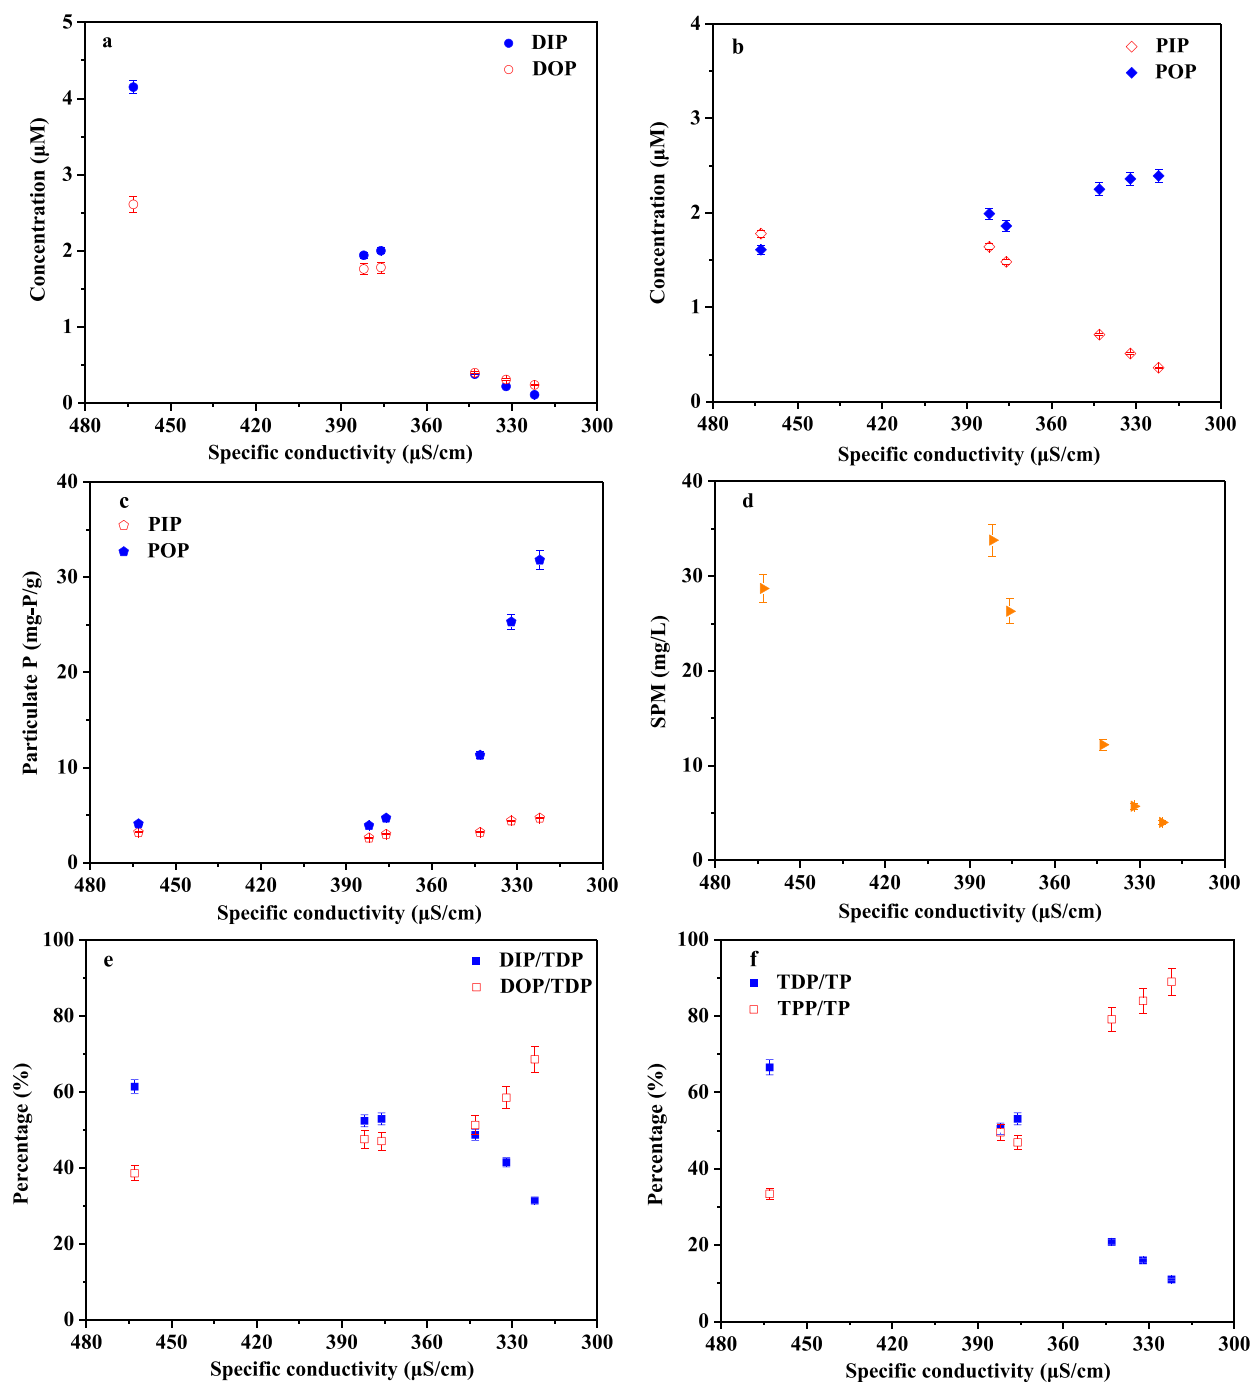 a
DIP
DOP
5
4
3
2
1
0
Concentration (μM)
480 450 420 390 360 330 300
Specific conductivity (μS/cm)
b
PIP
POP
4
3
2
1
0
Concentration (μM)
480 450 420 390 360 330 300
Specific conductivity (μS/cm)
c
PIP
POP
40
30
20
10
0
Particulate P (mg-P/g)
480 450 420 390 360 330 300
Specific conductivity (μS/cm)
d
40
30
20
10
0
SPM (mg/L)
480 450 420 390 360 330 300
Specific conductivity (μS/cm)
e
DIP/TDP
DOP/TDP
100
80
60
40
20
0
Percentage (%)
480 450 420 390 360 330 300
Specific conductivity (μS/cm)
f
TDP/TP
TPP/TP
100
80
60
40
20
0
Percentage (%)
480 450 420 390 360 330 300
Specific conductivity (μS/cm)